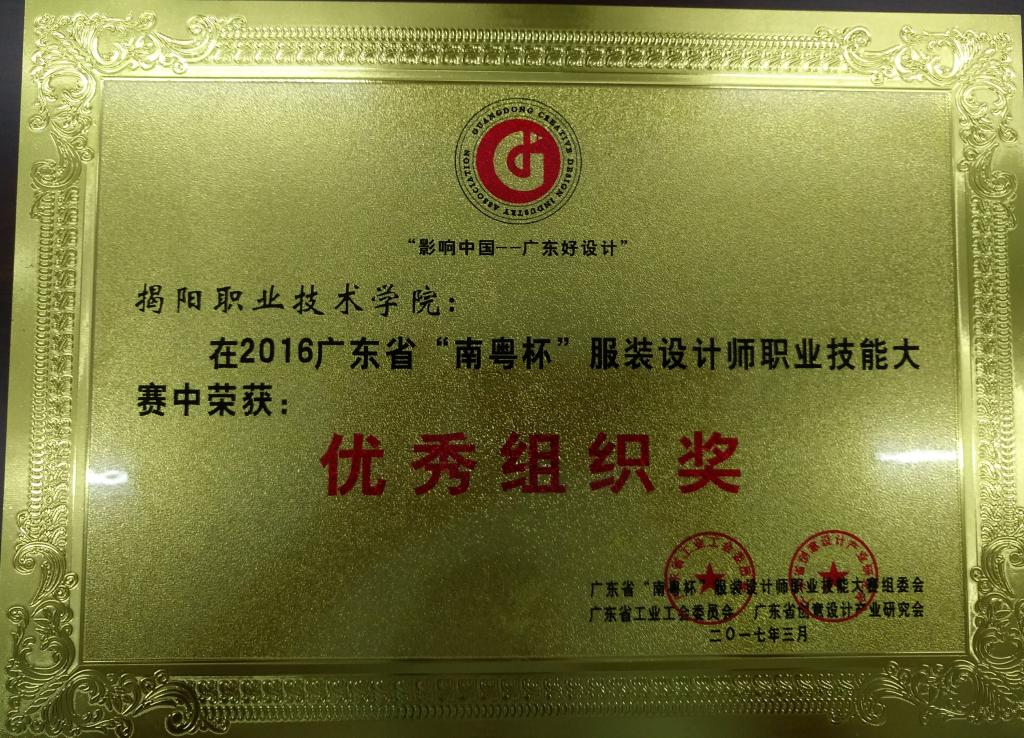 GUANGDONG CREATIVE DESIGN INDUSTRY ASSOCIATION
“影响中国--广东好设计”
揭阳职业技术学院：
在2016广东省“南粤杯”服装设计师职业技能大
赛中荣获：
优秀组织奖
广东省“南粤杯”服装设计师职业技能大赛组委会
广东省工业工会委员会 广东省创意设计产业研究会
二〇一七年三月